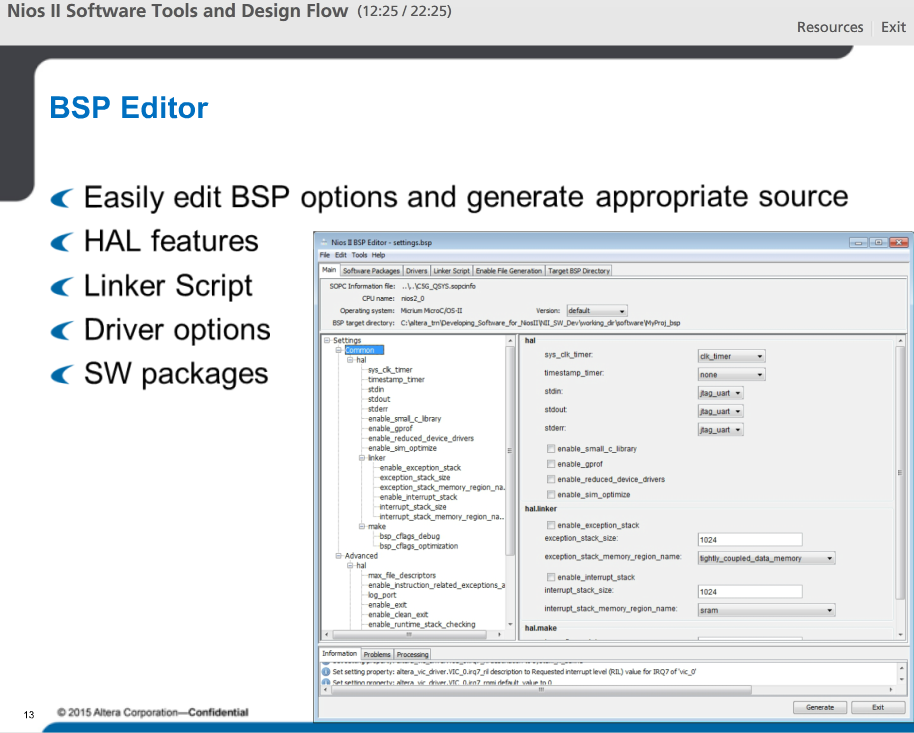 Nios II Software Tools and Design Flow (12:25 / 22:25)
Resources Exit
BSP Editor
Easily edit BSP options and generate appropriate source
HAL features
Linker Script
Driver options
SW packages
Nios II BSP Editor - settings.bsp
File Edit Tools Help
Main Software Packages Drivers Linker Script Enable File Generation Target BSP Directory
SOPC Information file: ..\..\CSG_QSYS.sopcinfo
CPU name: nios2_0
Operating system: Micrium MicroC/OS-II Version: default
BSP target directory: C:\altera_trn\Developing_Software_for_NiosII\NII_SW_Dev\working_dir\software\MyProj_bsp
Settings
Common
hal
sys_clk_timer
timestamp_timer
stdin
stdout
stderr
enable_small_c_library
enable_gprof
enable_reduced_device_drivers
enable_sim_optimize
linker
enable_exception_stack
exception_stack_size
exception_stack_memory_region_na...
enable_interrupt_stack
interrupt_stack_size
interrupt_stack_memory_region_na...
make
bsp_cflags_debug
bsp_cflags_optimization
Advanced
hal
max_file_descriptors
enable_instruction_related_exceptions_a
log_port
enable_exit
enable_clean_exit
enable_runtime_stack_checking
hal
sys_clk_timer: clk_timer
timestamp_timer: none
stdin: jtag_uart
stdout: jtag_uart
stderr: jtag_uart
enable_small_c_library
enable_gprof
enable_reduced_device_drivers
enable_sim_optimize
hal.linker
enable_exception_stack
exception_stack_size: 1024
exception_stack_memory_region_name: tightly_coupled_data_memory
enable_interrupt_stack
interrupt_stack_size: 1024
interrupt_stack_memory_region_name: sram
hal.make
Information Problems Processing
Set setting property: altera_vic_driver.VIC_0.irq7_ril description to Requested interrupt level (RIL) value for IRQ7 of 'vic_0'
Set setting property: altera_vic_driver.VIC_0.irq7_rnmi default_value to 0
Generate Exit
13 © 2015 Altera Corporation—Confidential